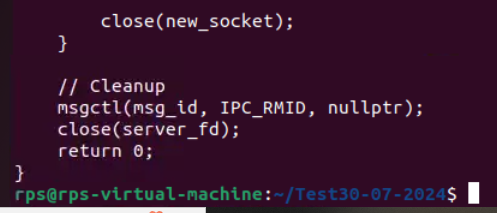 close(new_socket);
    }

    // Cleanup
    msgctl(msg_id, IPC_RMID, nullptr);
    close(server_fd);
    return 0;
}
rps@rps-virtual-machine:~/Test30-07-2024$